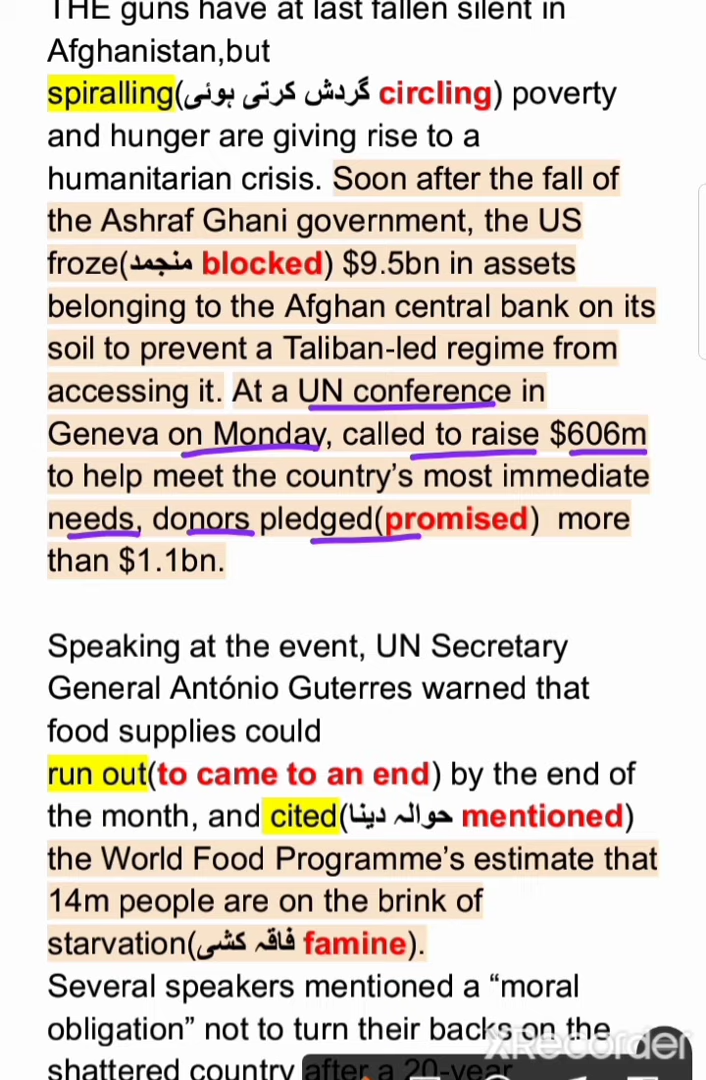 THE guns have at last fallen silent in
Afghanistan,but
spiralling(گردش کرتی ہوئی circling) poverty
and hunger are giving rise to a
humanitarian crisis. Soon after the fall of
the Ashraf Ghani government, the US
froze(منجمد blocked) $9.5bn in assets
belonging to the Afghan central bank on its
soil to prevent a Taliban-led regime from
accessing it. At a UN conference in
Geneva on Monday, called to raise $606m
to help meet the country’s most immediate
needs, donors pledged(promised) more
than $1.1bn.
Speaking at the event, UN Secretary
General António Guterres warned that
food supplies could
run out(to came to an end) by the end of
the month, and cited(حوالہ دینا mentioned)
the World Food Programme’s estimate that
14m people are on the brink of
starvation(فاقہ کشی famine).
Several speakers mentioned a “moral
obligation” not to turn their backs on the
shattered country after a 20-year
XRecorder